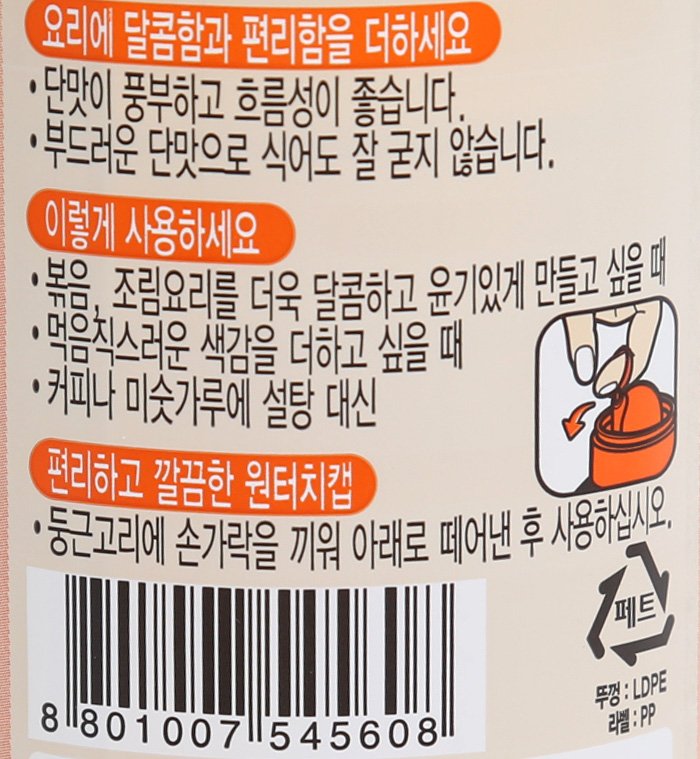 요리에 달콤함과 편리함을 더하세요
• 단맛이 풍부하고 흐름성이 좋습니다.
• 부드러운 단맛으로 식어도 잘 굳지 않습니다.
이렇게 사용하세요
• 볶음, 조림요리를 더욱 달콤하고 윤기있게 만들고 싶을 때
• 먹음직스러운 색감을 더하고 싶을 때
• 커피나 미숫가루에 설탕 대신
편리하고 깔끔한 원터치캡
• 둥근고리에 손가락을 끼워 아래로 떼어낸 후 사용하십시오.
페트
뚜껑 : LDPE
라벨 : PP
8 801007 545608